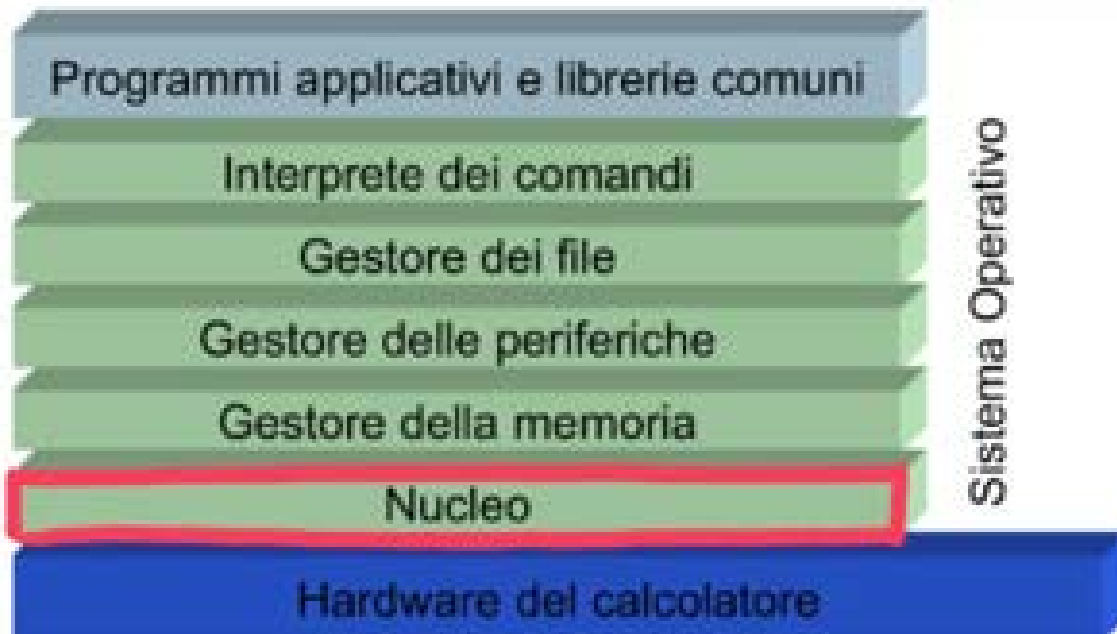 Programmi applicativi e librerie comuni
Interprete dei comandi
Gestore dei file
Gestore delle periferiche
Gestore della memoria
Nucleo
Hardware del calcolatore
Sistema Operativo